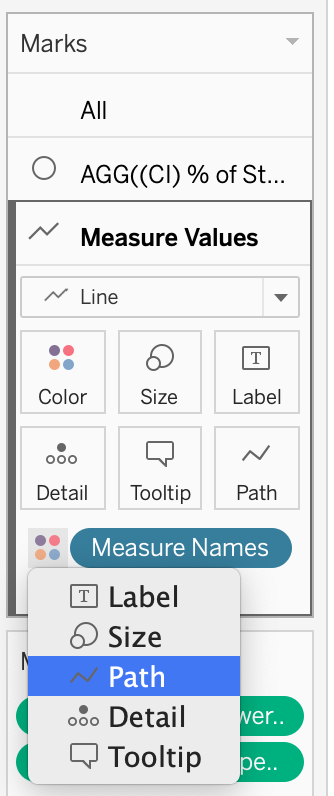 Marks
All
AGG((CI) % of St...
Measure Values
Line
Color Size Label
T
Detail Tooltip Path
Measure Names
T Label
Size
Path
Detail
Tooltip
wer..
pe..